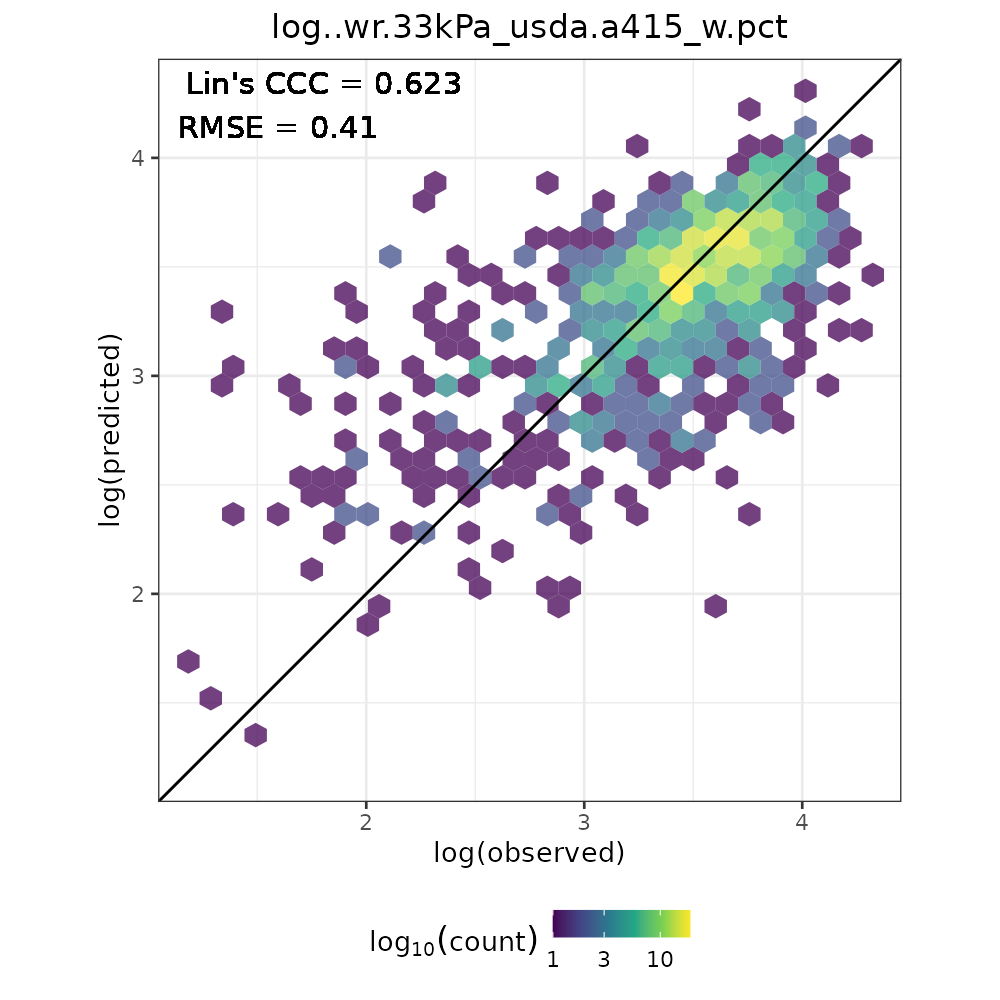 log..wr.33kPa_usda.a415_w.pct
Lin's CCC = 0.623
RMSE = 0.41
4
3
2
log(predicted)
2 3 4
log(observed)
log₁₀(count)
1 3 10